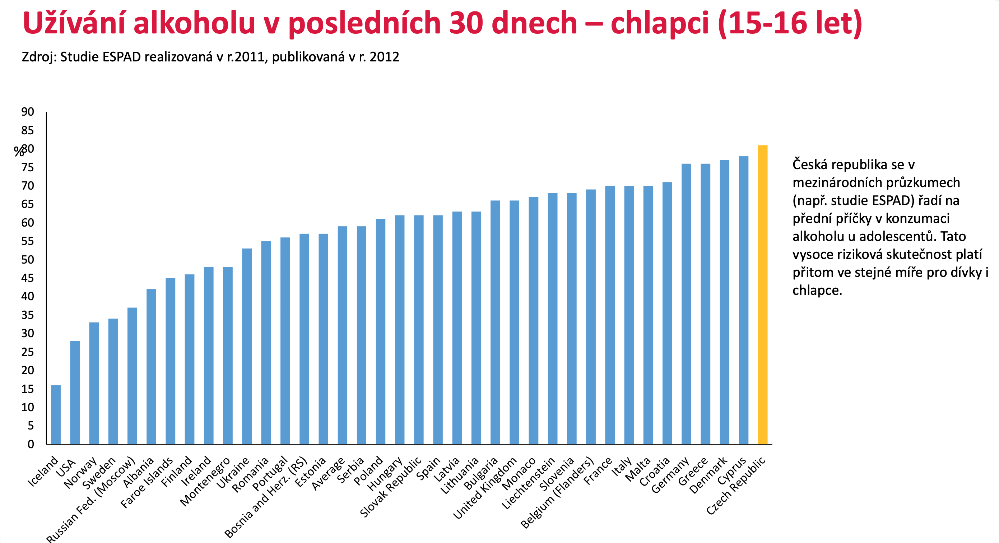 Užívání alkoholu v posledních 30 dnech – chlapci (15-16 let)
Zdroj: Studie ESPAD realizovaná v r.2011, publikovaná v r. 2012
90
85
%
80
75
70
65
60
55
50
45
40
35
30
25
20
15
10
5
0
Česká republika se v
mezinárodních průzkumech
(např. studie ESPAD) řadí na
přední příčky v konzumaci
alkoholu u adolescentů. Tato
vysoce riziková skutečnost platí
přitom ve stejné míře pro dívky i
chlapce.
Iceland
USA
Norway
Sweden
Russian Fed. (Moscow)
Albania
Faroe Islands
Finland
Ireland
Montenegro
Ukraine
Romania
Portugal
Bosnia and Herz. (RS)
Estonia
Average
Serbia
Poland
Hungary
Slovak Republic
Spain
Latvia
Lithuania
Bulgaria
United Kingdom
Monaco
Liechtenstein
Slovenia
Belgium (Flanders)
France
Italy
Malta
Croatia
Germany
Greece
Denmark
Cyprus
Czech Republic